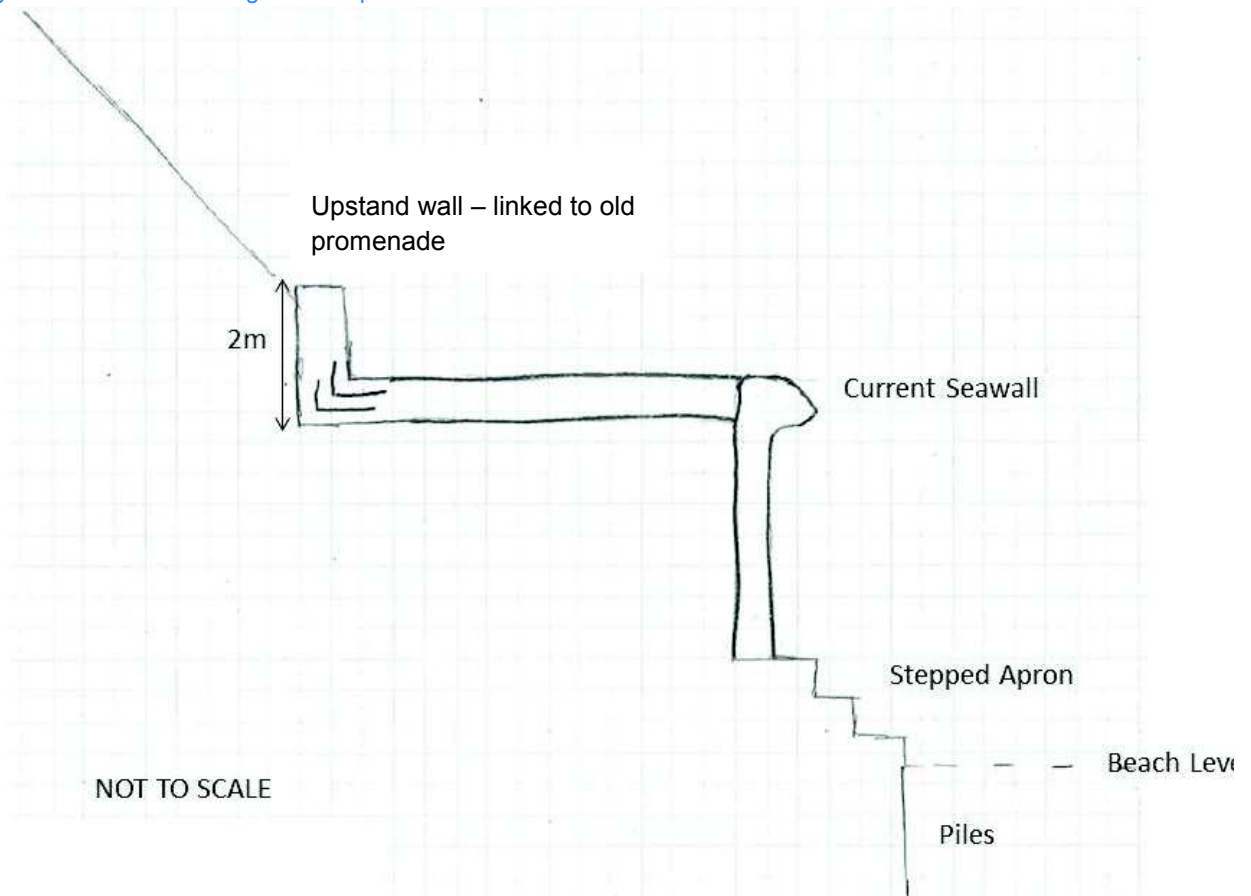 Upstand wall – linked to old
promenade
2m
Current Seawall
Stepped Apron
Beach Leve
NOT TO SCALE
Piles